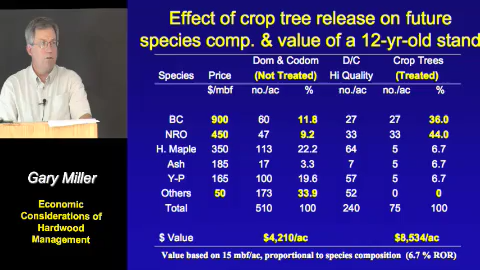 Effect of crop tree release on future
species comp. & value of a 12-yr-old stand
Dom & Codom D/C Crop Trees
Species Price (Not Treated) Hi Quality (Treated)
$/mbf no./ac % no./ac no./ac %
BC 900 60 11.8 27 27 36.0
NRO 450 47 9.2 33 33 44.0
H. Maple 350 113 22.2 64 5 6.7
Ash 185 17 3.3 7 5 6.7
Y-P 165 100 19.6 57 5 6.7
Others 50 173 33.9 52 0 0
Total 510 100 240 75 100
$ Value $4,210/ac $8,534/ac
Value based on 15 mbf/ac, proportional to species composition (6.7 % ROR)
Gary Miller
Economic
Considerations of
Hardwood
Management